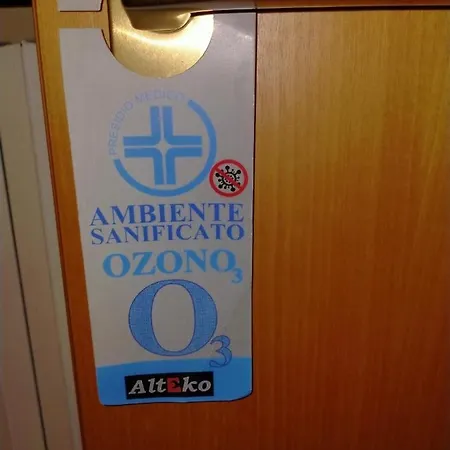 PRESIDIO MEDICO
AMBIENTE
SANIFICATO
OZONO3
O3
AltEko